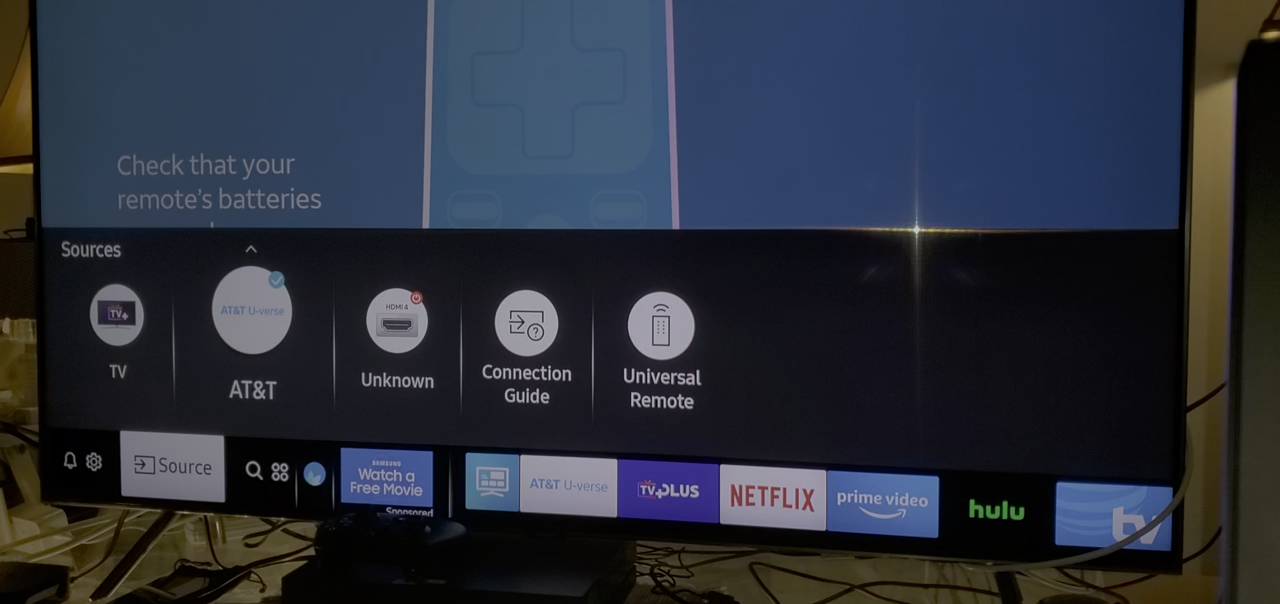 Check that your
remote's batteries
Sources
TV+
AT&T U-verse
HDMI 4
TV
AT&T
Unknown
Connection
Guide
Universal
Remote
Source
SAMSUNG
Watch a
Free Movie
Sponsored
AT&T U-verse
TV PLUS
NETFLIX
prime video
hulu
tv